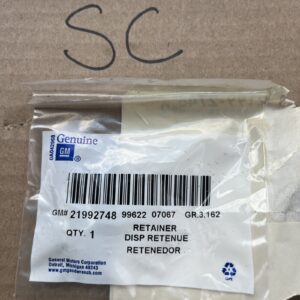 SC
Genuine
GM
®
GM# 21992748 99622 07067 GR.3.162
QTY. 1
RETAINER
DISP RETENUE
RETENEDOR
General Motors Corporation
Detroit, Michigan 48243
www.gmgoodwrench.com